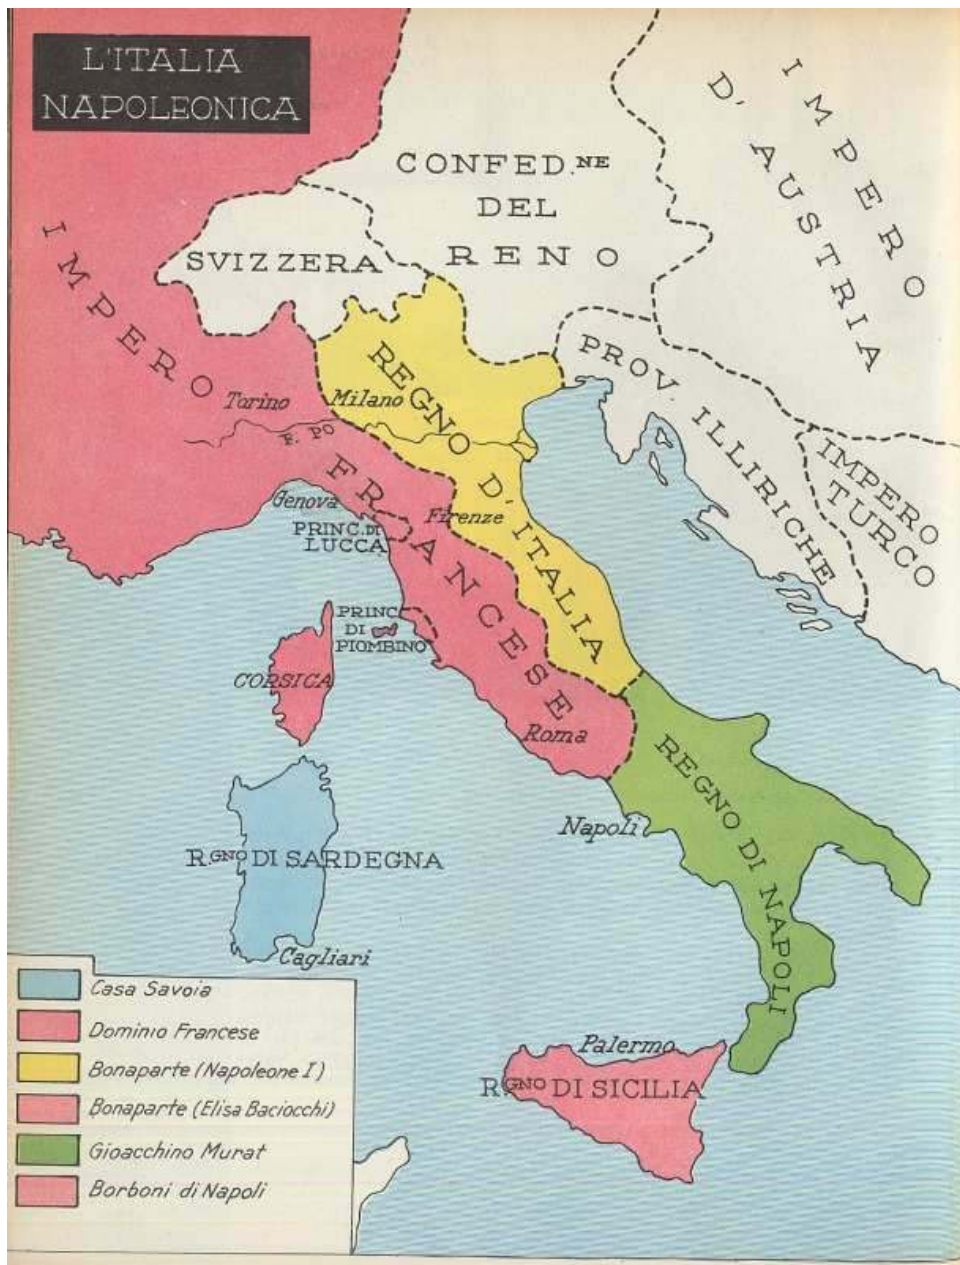 L'ITALIA
NAPOLEONICA
IMPERO
D'AUSTRIA
CONFED.NE
DEL
RENO
SVIZZERA
IMPERO
FRANCESE
REGNO D'ITALIA
PROV. ILLIRICHE
IMPERO
TURCO
Torino
Milano
F. PO
Genova
Firenze
PRINC. DI
LUCCA
PRINC.
DI
PIOMBINO
CORSICA
Roma
REGNO DI NAPOLI
Napoli
R.GNO DI SARDEGNA
Cagliari
Palermo
R.GNO DI SICILIA
Casa Savoia
Dominio Francese
Bonaparte (Napoleone I)
Bonaparte (Elisa Baciocchi)
Gioacchino Murat
Borboni di Napoli